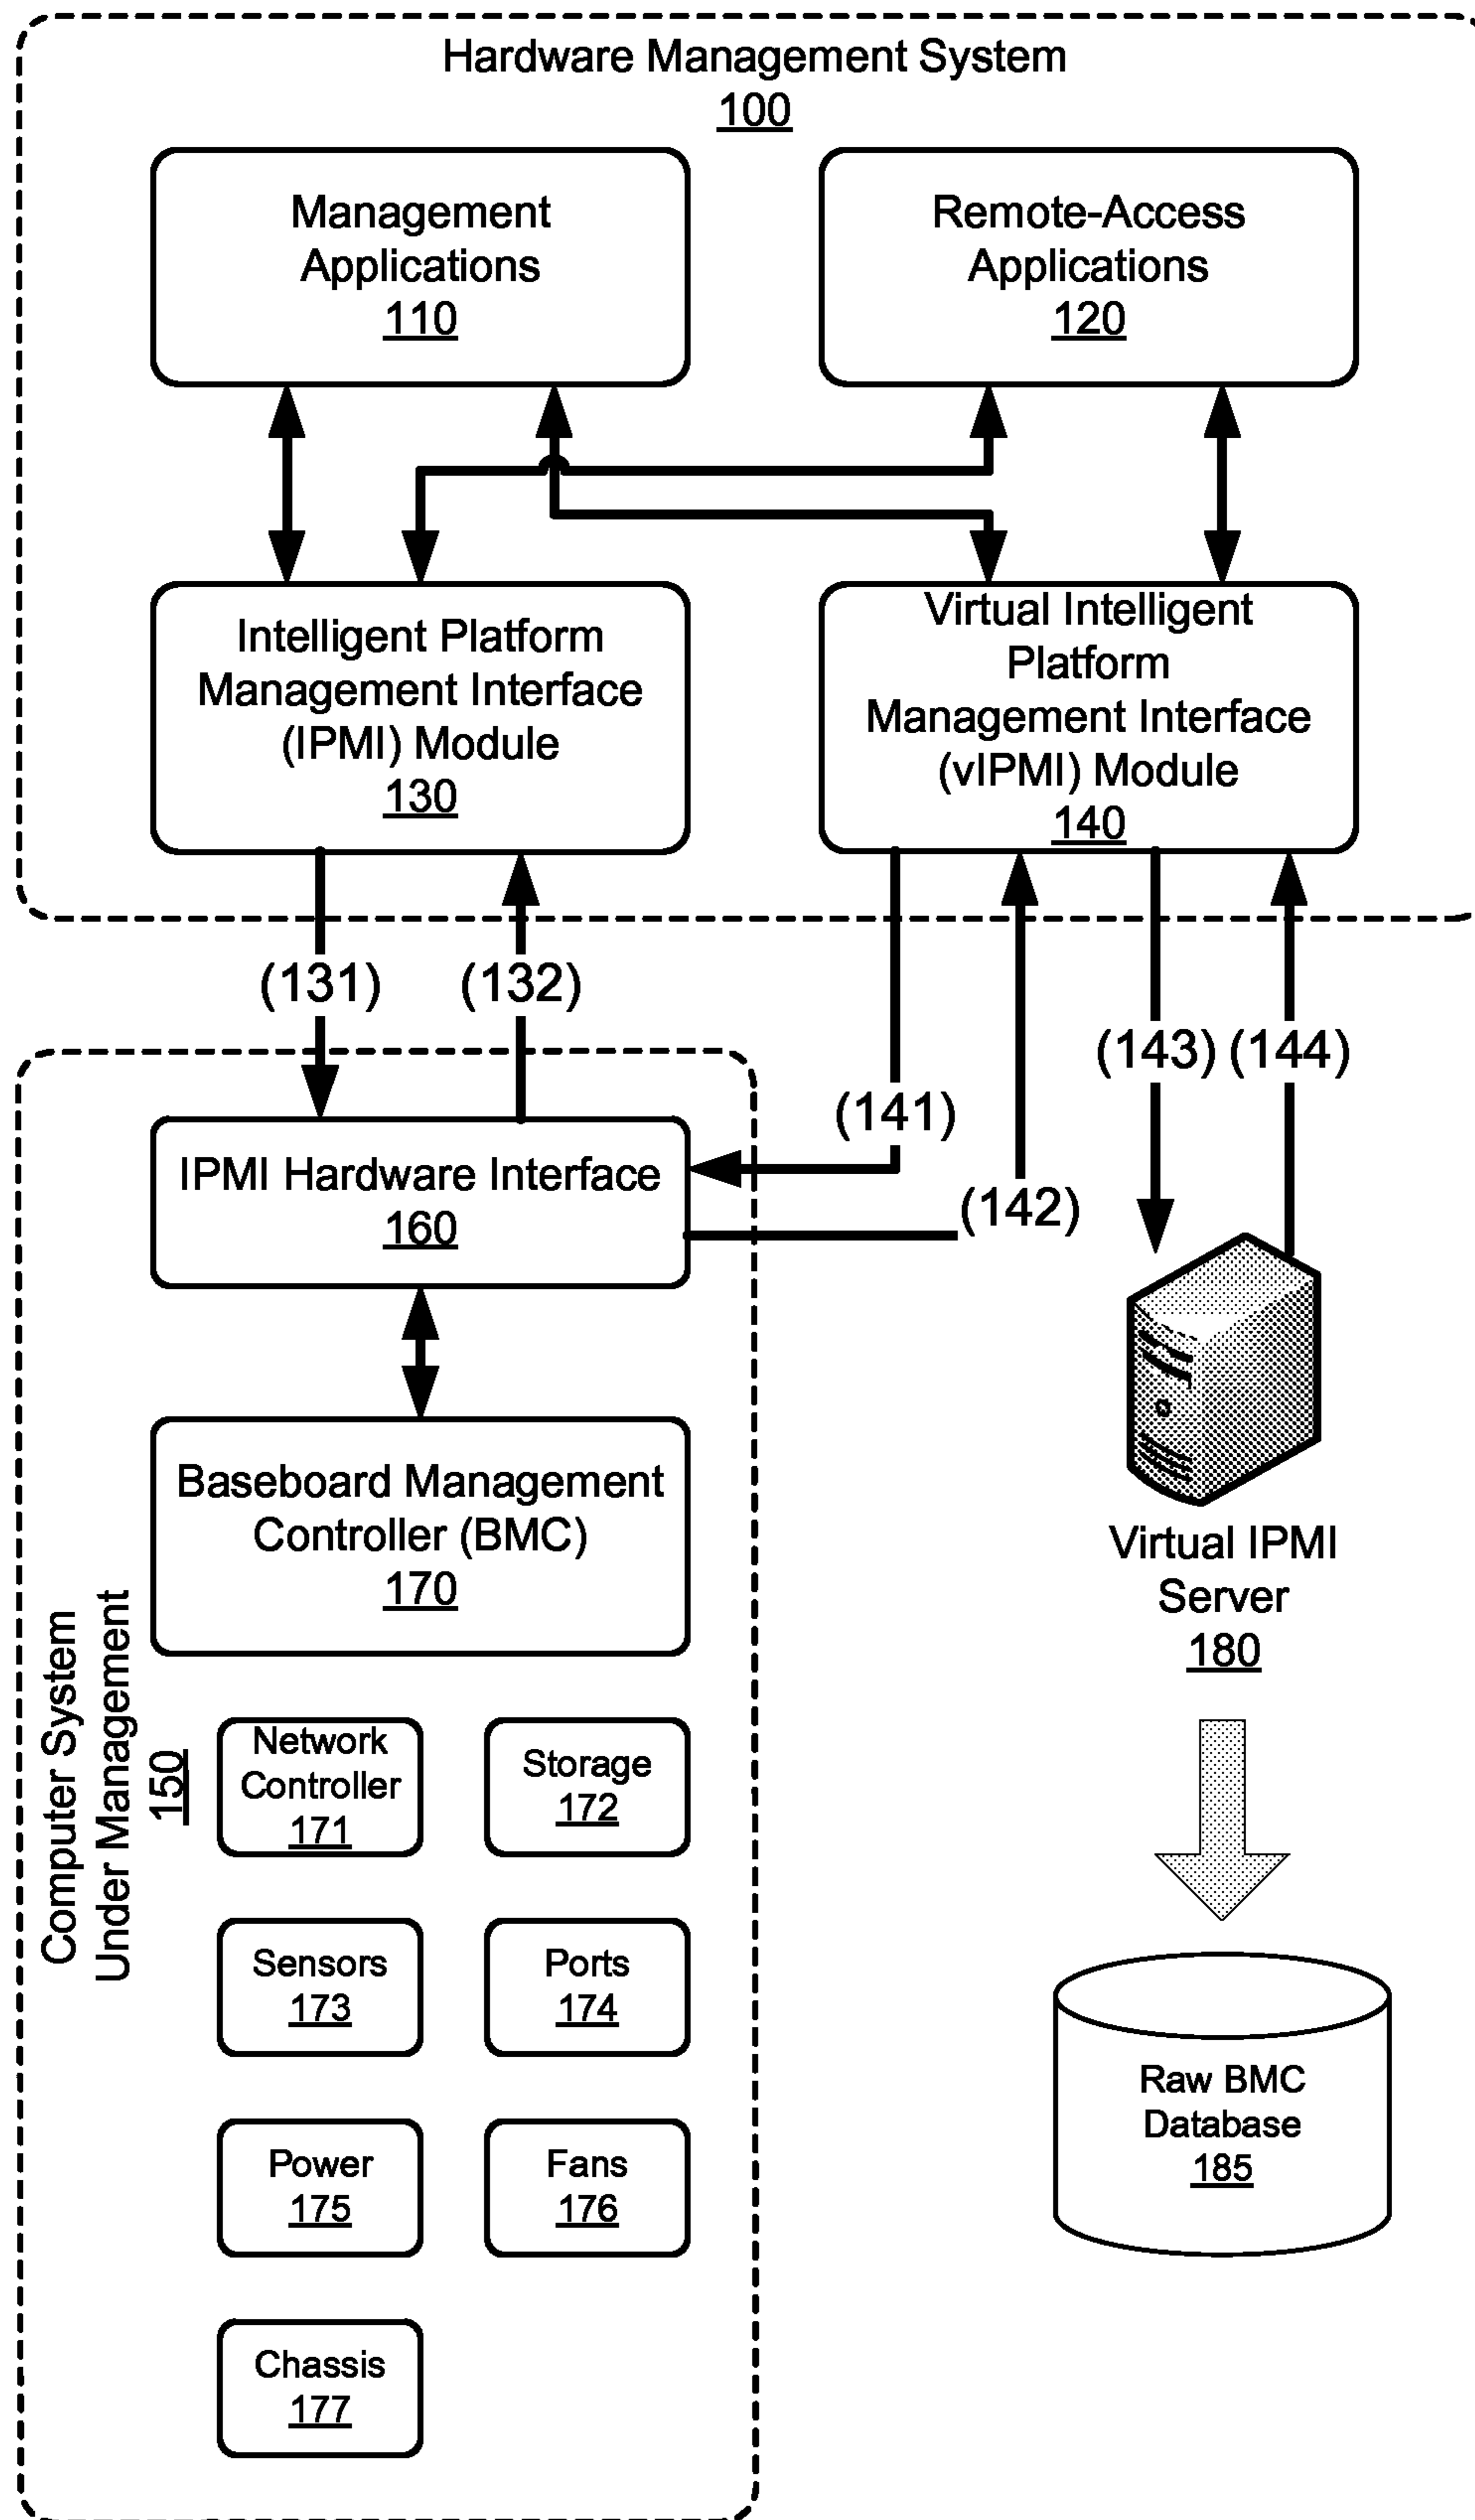 Hardware Management System
100
Management
Applications
110
Remote-Access
Applications
120
Intelligent Platform
Management Interface
(IPMI) Module
130
Virtual Intelligent
Platform
Management Interface
(vIPMI) Module
140
(131)
(132)
(141)
(142)
(143)
(144)
IPMI Hardware Interface
160
Baseboard Management
Controller (BMC)
170
Computer System
Under Management
150
Network
Controller
171
Storage
172
Sensors
173
Ports
174
Power
175
Fans
176
Chassis
177
Virtual IPMI
Server
180
Raw BMC
Database
185